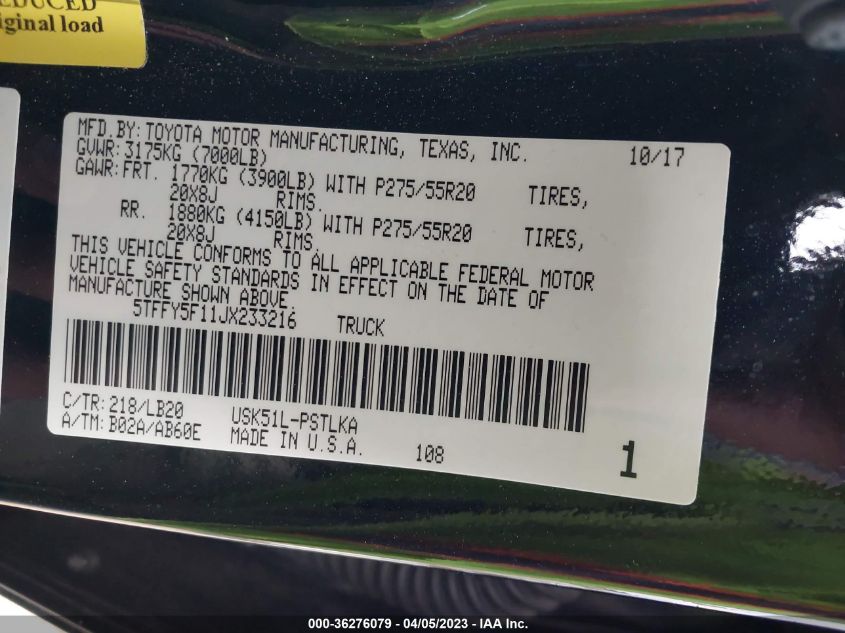 EDUCED
iginal load
MFD.BY: TOYOTA MOTOR MANUFACTURING, TEXAS, INC. 10/17
GVWR: 3175KG (7000LB)
GAWR: FRT. 1770KG (3900LB) WITH P275/55R20 TIRES,
20X8J RIMS.
RR. 1880KG (4150LB) WITH P275/55R20 TIRES,
20X8J RIMS.
THIS VEHICLE CONFORMS TO ALL APPLICABLE FEDERAL MOTOR
VEHICLE SAFETY STANDARDS IN EFFECT ON THE DATE OF
MANUFACTURE SHOWN ABOVE.
5TFFY5F11JX233216 TRUCK
C/TR: 218/LB20 USK51L-PSTLKA
A/TM: B02A/AB60E MADE IN U.S.A. 108 1
000-36276079 - 04/05/2023 - IAA Inc.